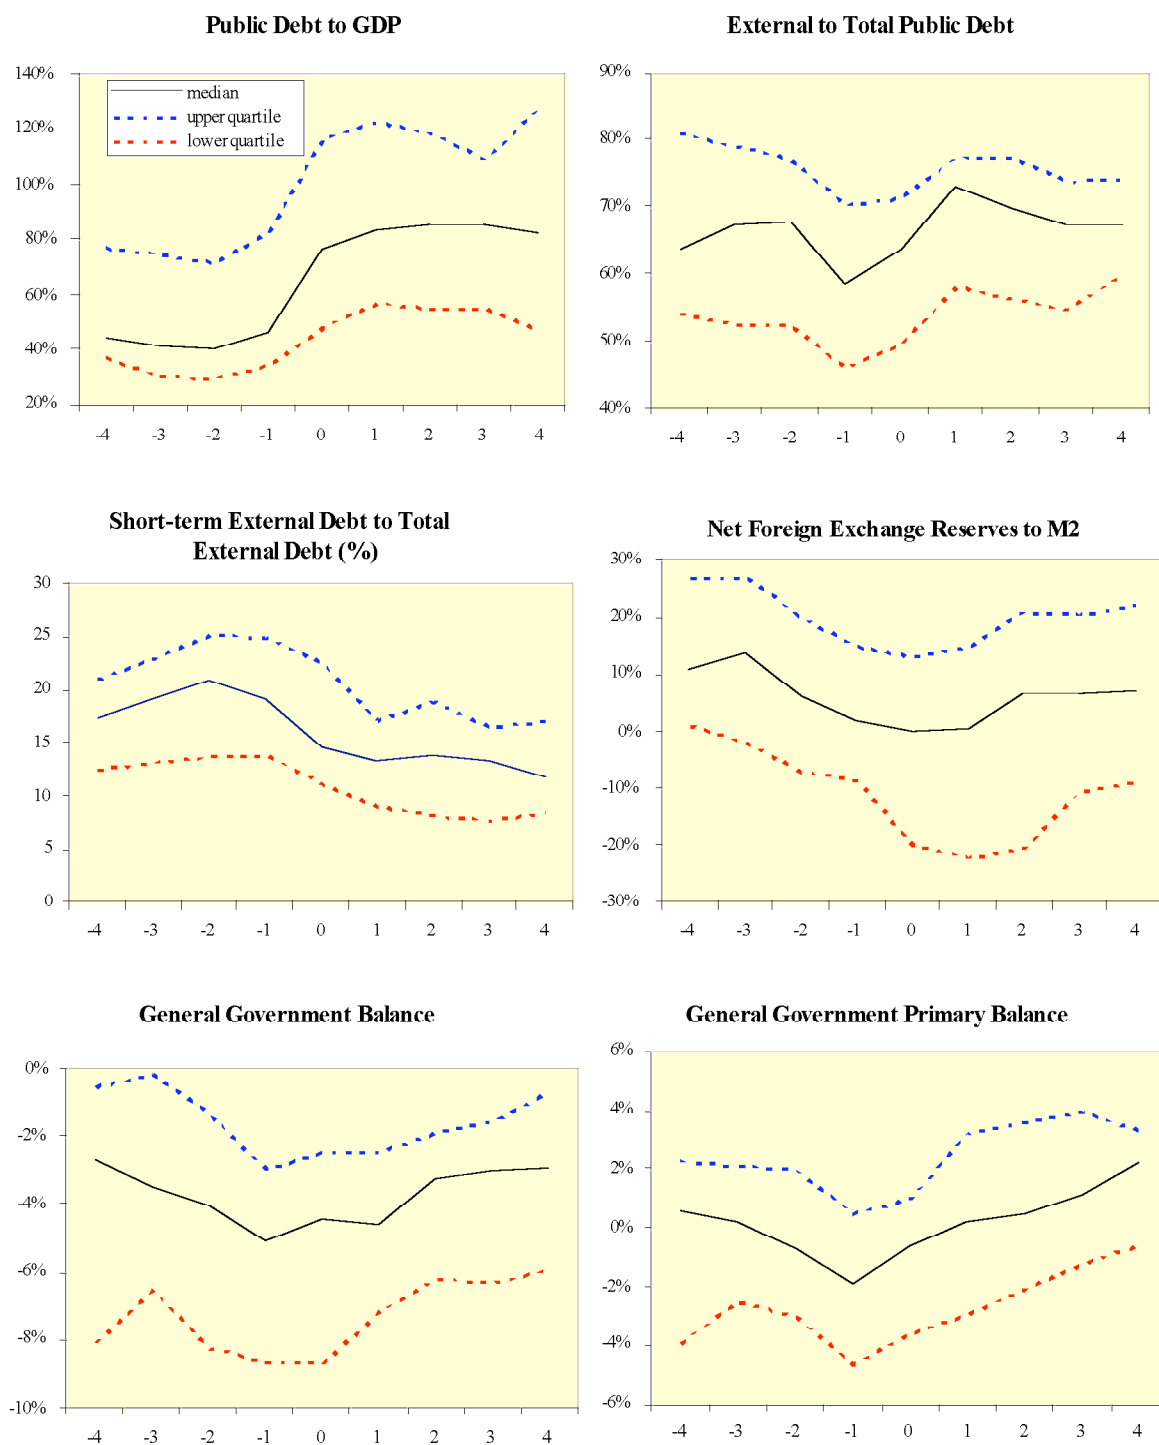 Public Debt to GDP
140%
120%
100%
80%
60%
40%
20%
median
upper quartile
lower quartile
-4 -3 -2 -1 0 1 2 3 4
External to Total Public Debt
90%
80%
70%
60%
50%
40%
-4 -3 -2 -1 0 1 2 3 4
Short-term External Debt to Total
External Debt (%)
30
25
20
15
10
5
0
-4 -3 -2 -1 0 1 2 3 4
Net Foreign Exchange Reserves to M2
30%
20%
10%
0%
-10%
-20%
-30%
-4 -3 -2 -1 0 1 2 3 4
General Government Balance
0%
-2%
-4%
-6%
-8%
-10%
-4 -3 -2 -1 0 1 2 3 4
General Government Primary Balance
6%
4%
2%
0%
-2%
-4%
-6%
-4 -3 -2 -1 0 1 2 3 4